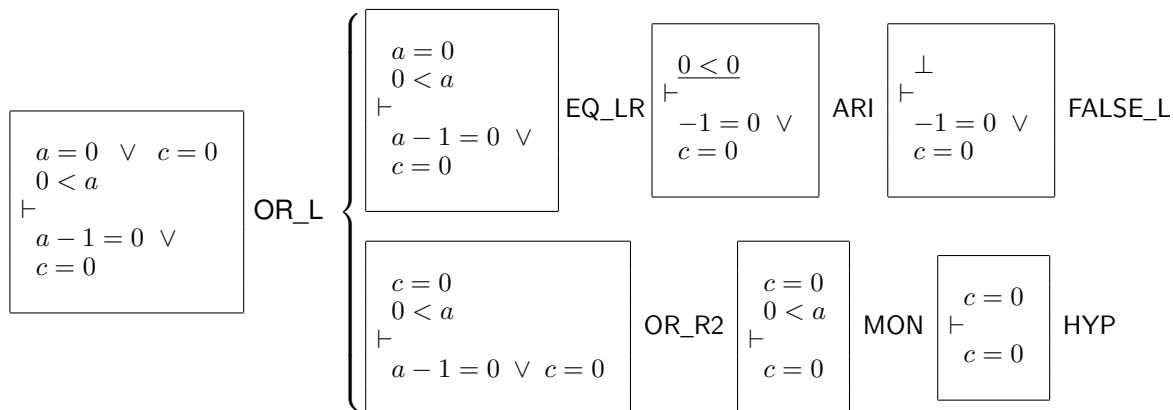 a = 0 ∨ c = 0
0 < a
⊢
a − 1 = 0 ∨
c = 0
OR_L
a = 0
0 < a
⊢
a − 1 = 0 ∨
c = 0
EQ_LR
0 < 0
⊢
−1 = 0 ∨
c = 0
ARI
⊥
⊢
−1 = 0 ∨
c = 0
FALSE_L
c = 0
0 < a
⊢
a − 1 = 0 ∨ c = 0
OR_R2
c = 0
0 < a
⊢
c = 0
MON
c = 0
⊢
c = 0
HYP